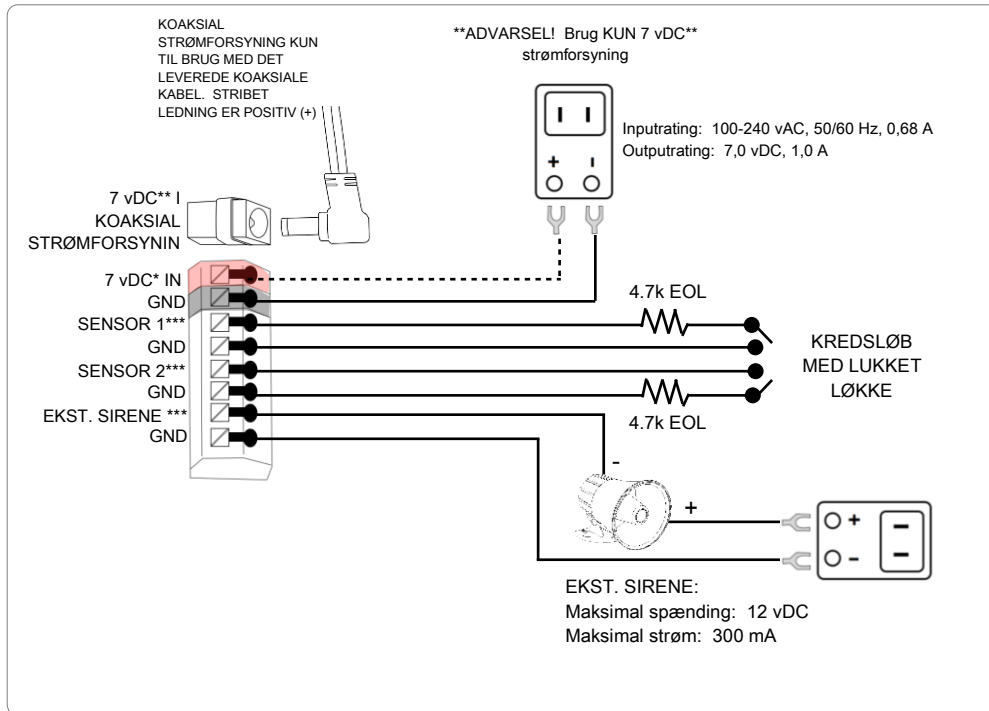 KOAKSIAL
STRØMFORSYNING KUN
TIL BRUG MED DET
LEVEREDE KOAKSIALE
KABEL. STRIBET
LEDNING ER POSITIV (+)
**ADVARSEL! Brug KUN 7 vDC**
strømforsyning
Inputrating: 100-240 vAC, 50/60 Hz, 0,68 A
Outputrating: 7,0 vDC, 1,0 A
+ -
7 vDC** I
KOAKSIAL
STRØMFORSYNIN
7 vDC* IN
GND
SENSOR 1***
GND
SENSOR 2***
GND
EKST. SIRENE ***
GND
4.7k EOL
KREDSLØB
MED LUKKET
LØKKE
4.7k EOL
-
+
+
-
EKST. SIRENE:
Maksimal spænding: 12 vDC
Maksimal strøm: 300 mA